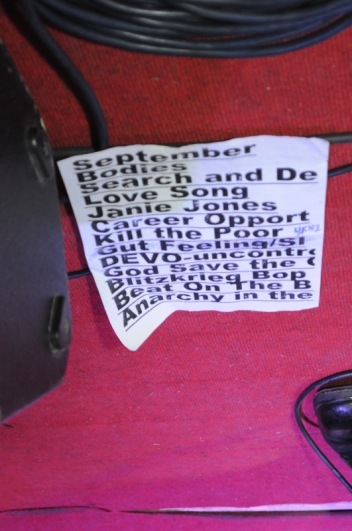 September
Bodies
Search and De
Love Song
Janie Jones
Career Opport
Kill the Poor
Gut Feeling/Sl
DEVO-uncontr
God Save the
Blitzkrieg Bop
Beat On The B
Anarchy in the